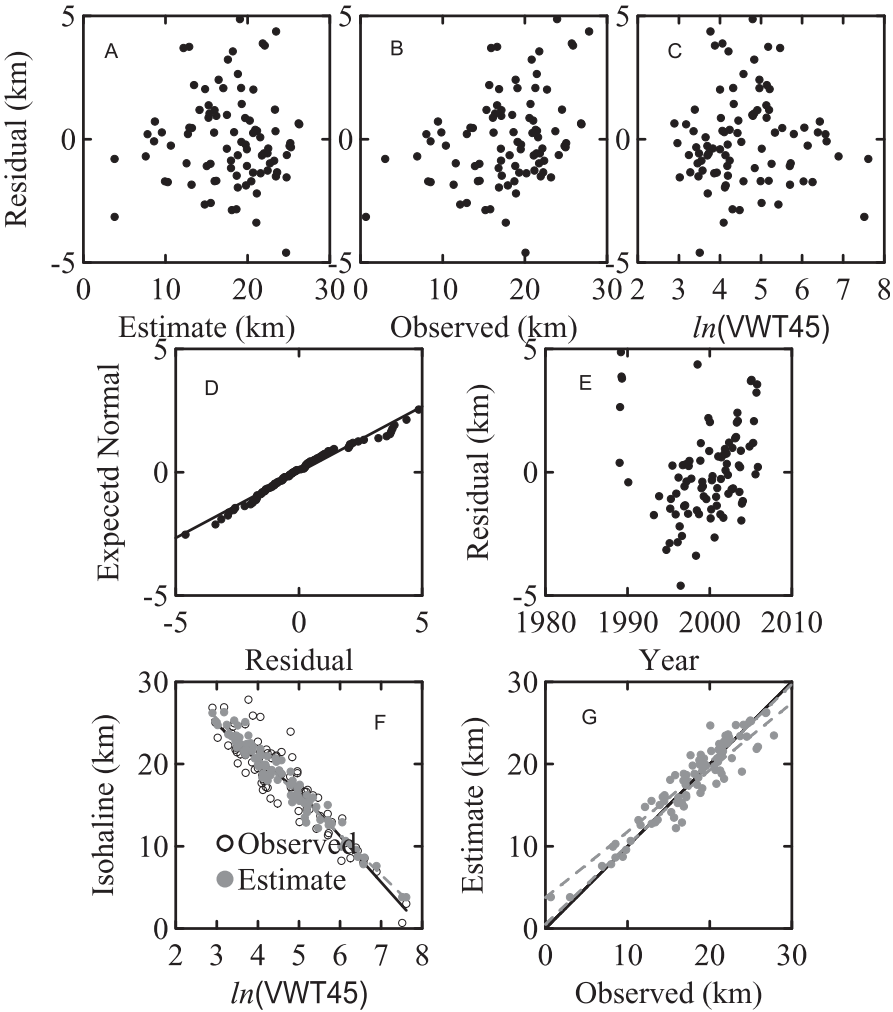 5 A B C
Residual (km)
0
-5 -5 -5
0 10 20 30 0 10 20 30 2 3 4 5 6 7 8
Estimate (km) Observed (km) ln(VWT45)
5 D 5 E
Expecetd Normal Residual (km)
0 0
-5 -5
-5 0 5 1980 1990 2000 2010
Residual Year
30 F 30 G
Isohaline (km) Estimate (km)
20 20
10 Observed 10
Estimate
0 0
2 3 4 5 6 7 8 0 10 20 30
ln(VWT45) Observed (km)